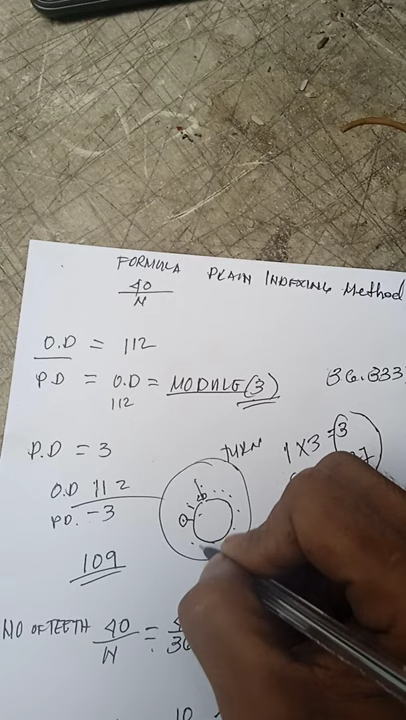 FORMULA PLAIN INDEXING Method
40
N
O.D = 112
P.D = O.D = MODULE (3)
112
36.333
P.D = 3
TURN
1 X 3 = 3
O.D 112
P.D. -3
109
NO OF TEETH 40
N
=
36